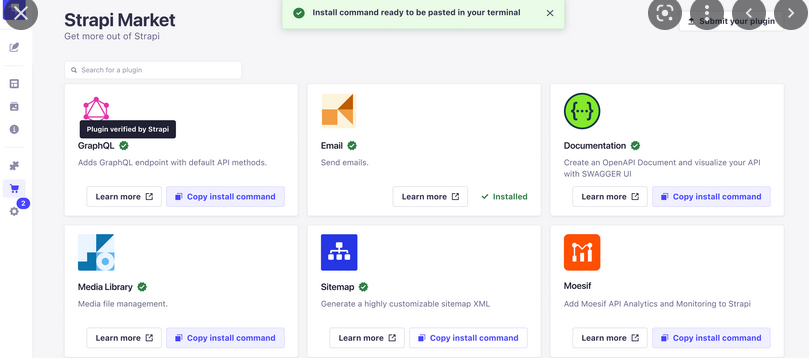 Strapi Market
Get more out of Strapi
Install command ready to be pasted in your terminal
Submit your plugin
Search for a plugin
Plugin verified by Strapi
GraphQL
Adds GraphQL endpoint with default API methods.
Learn more
Copy install command
Email
Send emails.
Learn more
Installed
Documentation
Create an OpenAPI Document and visualize your API
with SWAGGER UI
Learn more
Copy install command
2
Media Library
Media file management.
Learn more
Copy install command
Sitemap
Generate a highly customizable sitemap XML
Learn more
Copy install command
Moesif
Add Moesif API Analytics and Monitoring to Strapi
Learn more
Copy install command